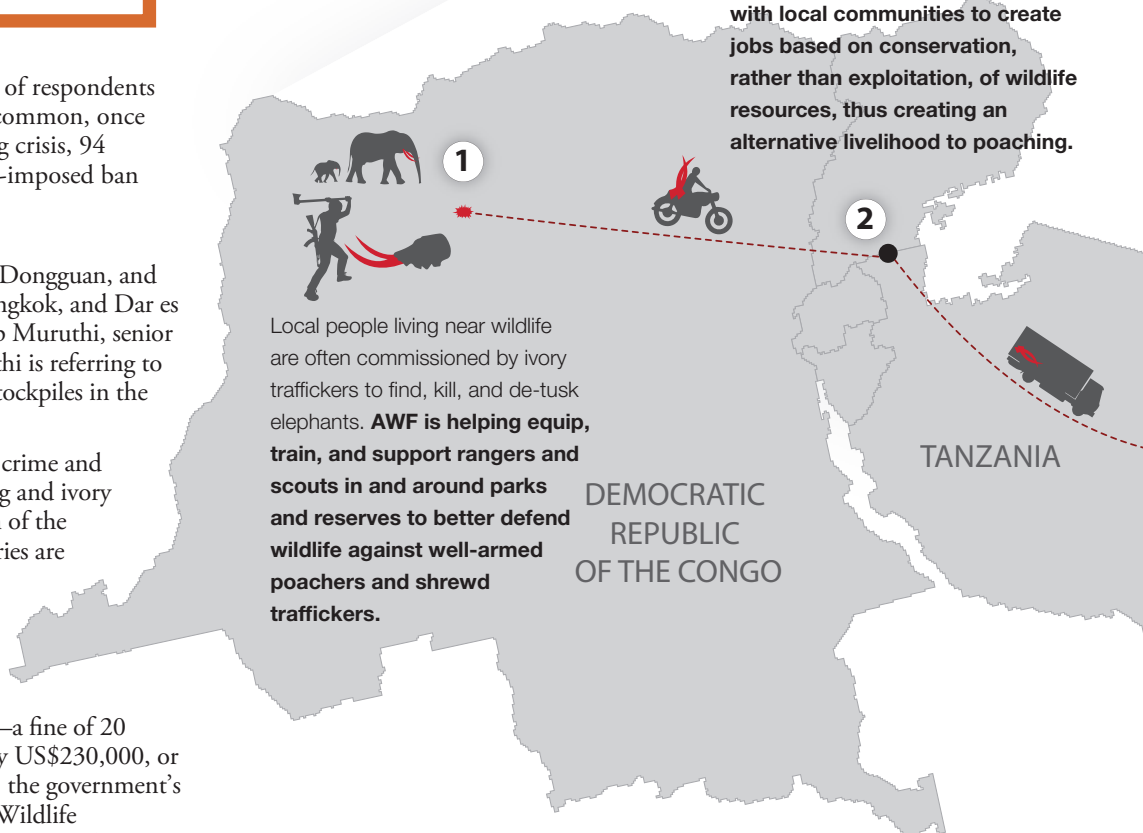 of respondents
common, once
g crisis, 94
-imposed ban
Dongguan, and
ngkok, and Dar es
p Muruthi, senior
thi is referring to
tockpiles in the
crime and
g and ivory
n of the
ries are
–a fine of 20
y US$230,000, or
the government's
Wildlife
with local communities to create
jobs based on conservation,
rather than exploitation, of wildlife
resources, thus creating an
alternative livelihood to poaching.
1
2
Local people living near wildlife
are often commissioned by ivory
traffickers to find, kill, and de-tusk
elephants. AWF is helping equip,
train, and support rangers and
scouts in and around parks
and reserves to better defend
wildlife against well-armed
poachers and shrewd
traffickers.
DEMOCRATIC
REPUBLIC
OF THE CONGO
TANZANIA